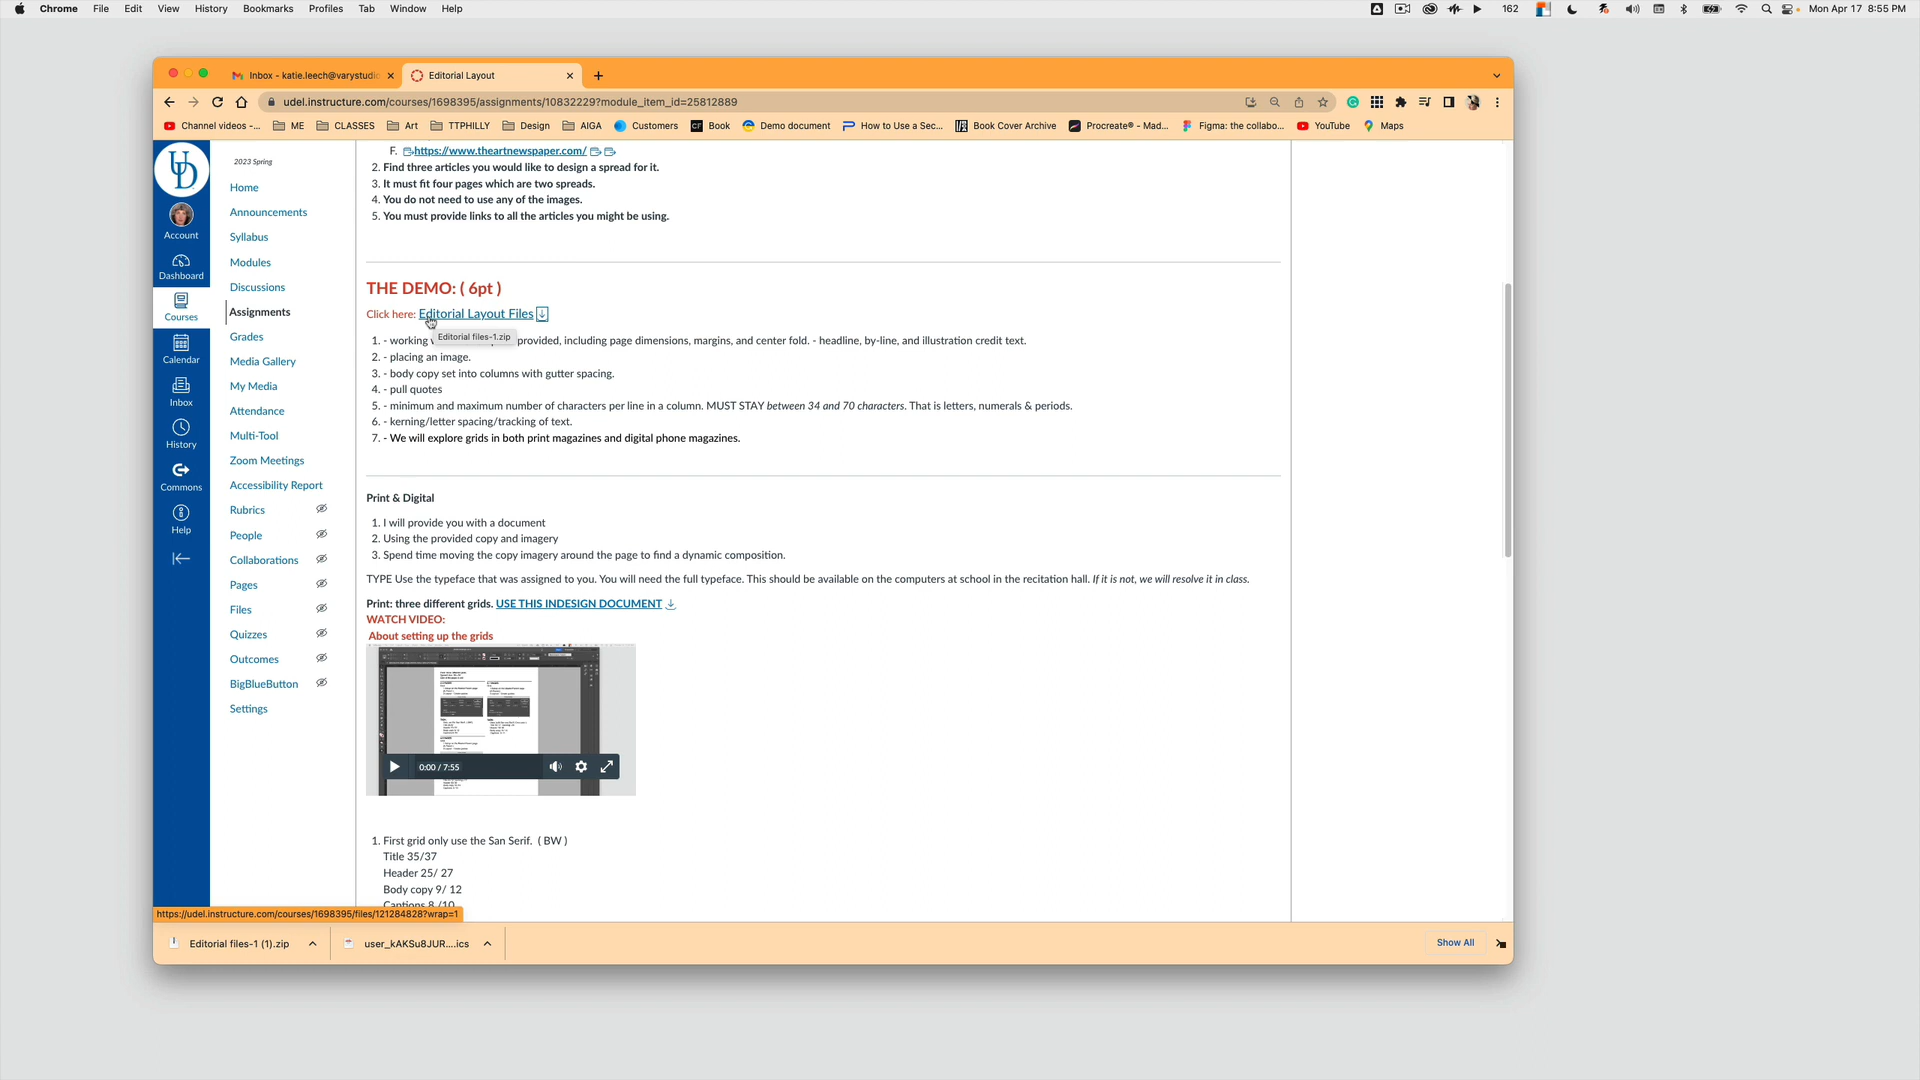 Chrome File Edit View History Bookmarks Profiles Tab Window Help
162
Mon Apr 17 8:55 PM
Inbox - katie.leech@varystudio
Editorial Layout
udel.instructure.com/courses/1698395/assignments/10832229?module_item_id=25812889
Channel videos -... ME CLASSES Art TTPHILLY Design AIGA Customers Book Demo document How to Use a Sec... Book Cover Archive Procreate® - Mad... Figma: the collabo... YouTube Maps
UD
Account
Dashboard
Courses
Calendar
Inbox
History
Commons
Help
2023 Spring
Home
Announcements
Syllabus
Modules
Discussions
Assignments
Grades
Media Gallery
My Media
Attendance
Multi-Tool
Zoom Meetings
Accessibility Report
Rubrics
People
Collaborations
Pages
Files
Quizzes
Outcomes
BigBlueButton
Settings
F. https://www.theartnewspaper.com/
2. Find three articles you would like to design a spread for it.
3. It must fit four pages which are two spreads.
4. You do not need to use any of the images.
5. You must provide links to all the articles you might be using.
THE DEMO: ( 6pt )
Click here: Editorial Layout Files
Editorial files-1.zip
1. - working provided, including page dimensions, margins, and center fold. - headline, by-line, and illustration credit text.
2. - placing an image.
3. - body copy set into columns with gutter spacing.
4. - pull quotes
5. - minimum and maximum number of characters per line in a column. MUST STAY between 34 and 70 characters. That is letters, numerals & periods.
6. - kerning/letter spacing/tracking of text.
7. - We will explore grids in both print magazines and digital phone magazines.
Print & Digital
1. I will provide you with a document
2. Using the provided copy and imagery
3. Spend time moving the copy imagery around the page to find a dynamic composition.
TYPE Use the typeface that was assigned to you. You will need the full typeface. This should be available on the computers at school in the recitation hall. If it is not, we will resolve it in class.
Print: three different grids. USE THIS INDESIGN DOCUMENT
WATCH VIDEO:
About setting up the grids
0:00 / 7:55
1. First grid only use the San Serif. ( BW )
Title 35/37
Header 25/ 27
Body copy 9/ 12
Captions 8 /10
https://udel.instructure.com/courses/1698395/files/121284828?wrap=1
Editorial files-1 (1).zip
user_kAKSu8JUR....ics
Show All